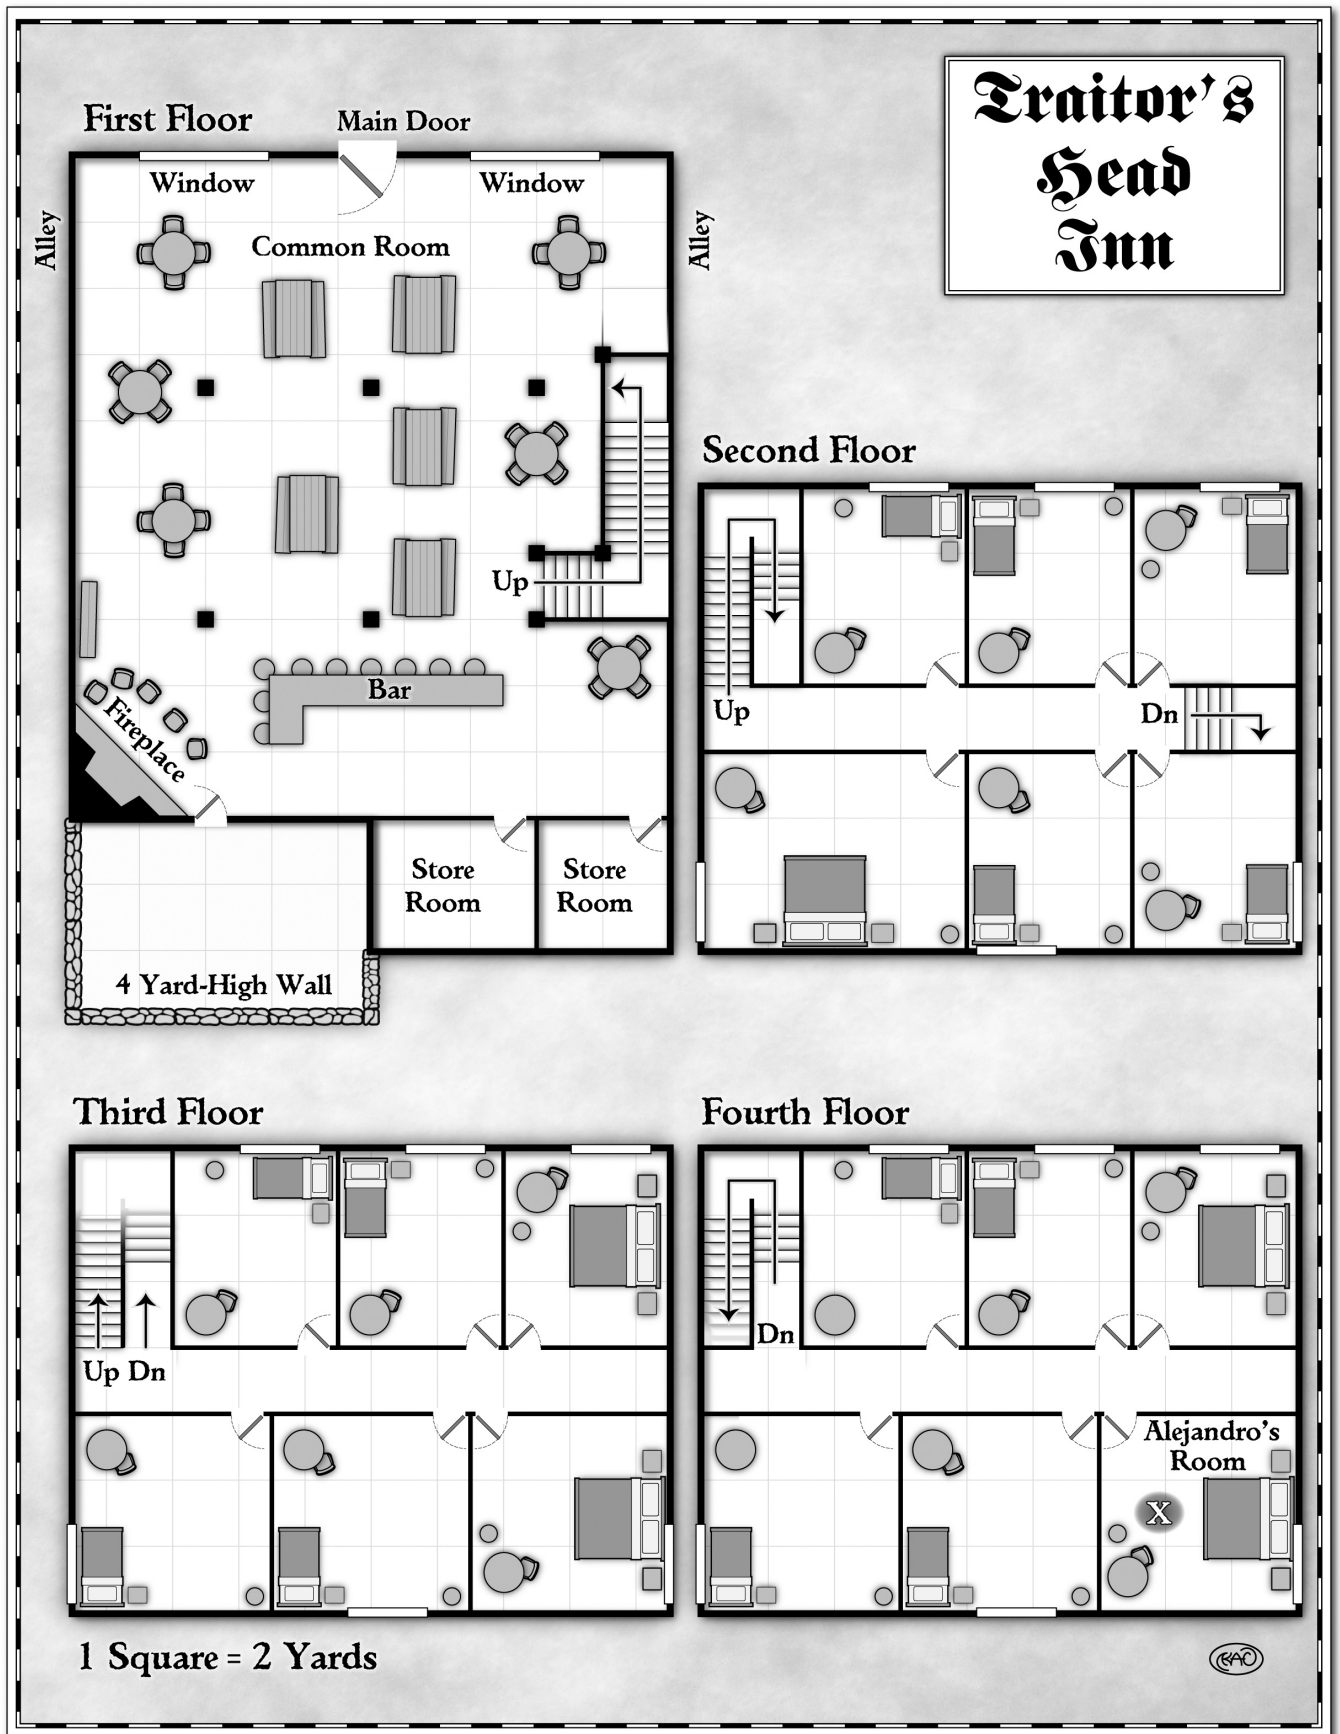 Traitor's
Head
Inn
First Floor
Main Door
Window
Window
Alley
Alley
Common Room
Up
Bar
Fireplace
Store
Room
Store
Room
4 Yard-High Wall
Second Floor
Up
Dn
Third Floor
Up Dn
Fourth Floor
Dn
Alejandro's
Room
X
1 Square = 2 Yards